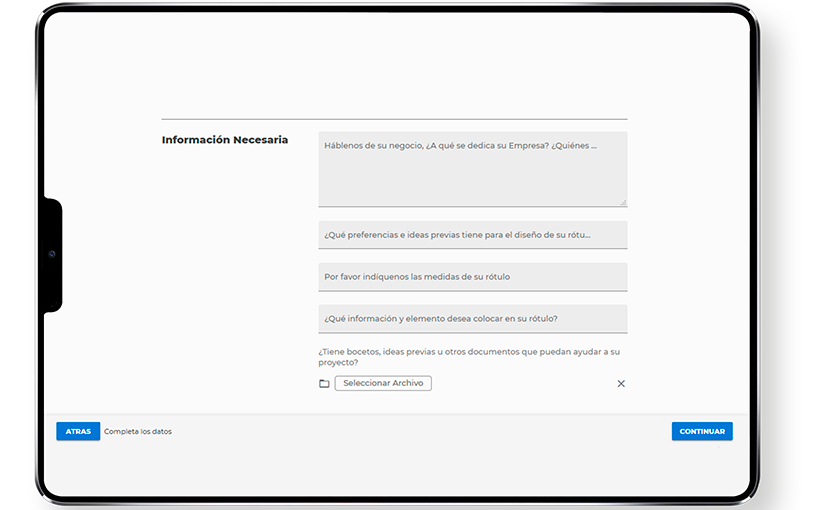 Información Necesaria
Háblenos de su negocio, ¿A qué se dedica su Empresa? ¿Quiénes ...
¿Qué preferencias e ideas previas tiene para el diseño de su rótu...
Por favor indíquenos las medidas de su rótulo
¿Qué información y elemento desea colocar en su rótulo?
¿Tiene bocetos, ideas previas u otros documentos que puedan ayudar a su
proyecto?
Seleccionar Archivo
ATRAS Completa los datos
CONTINUAR